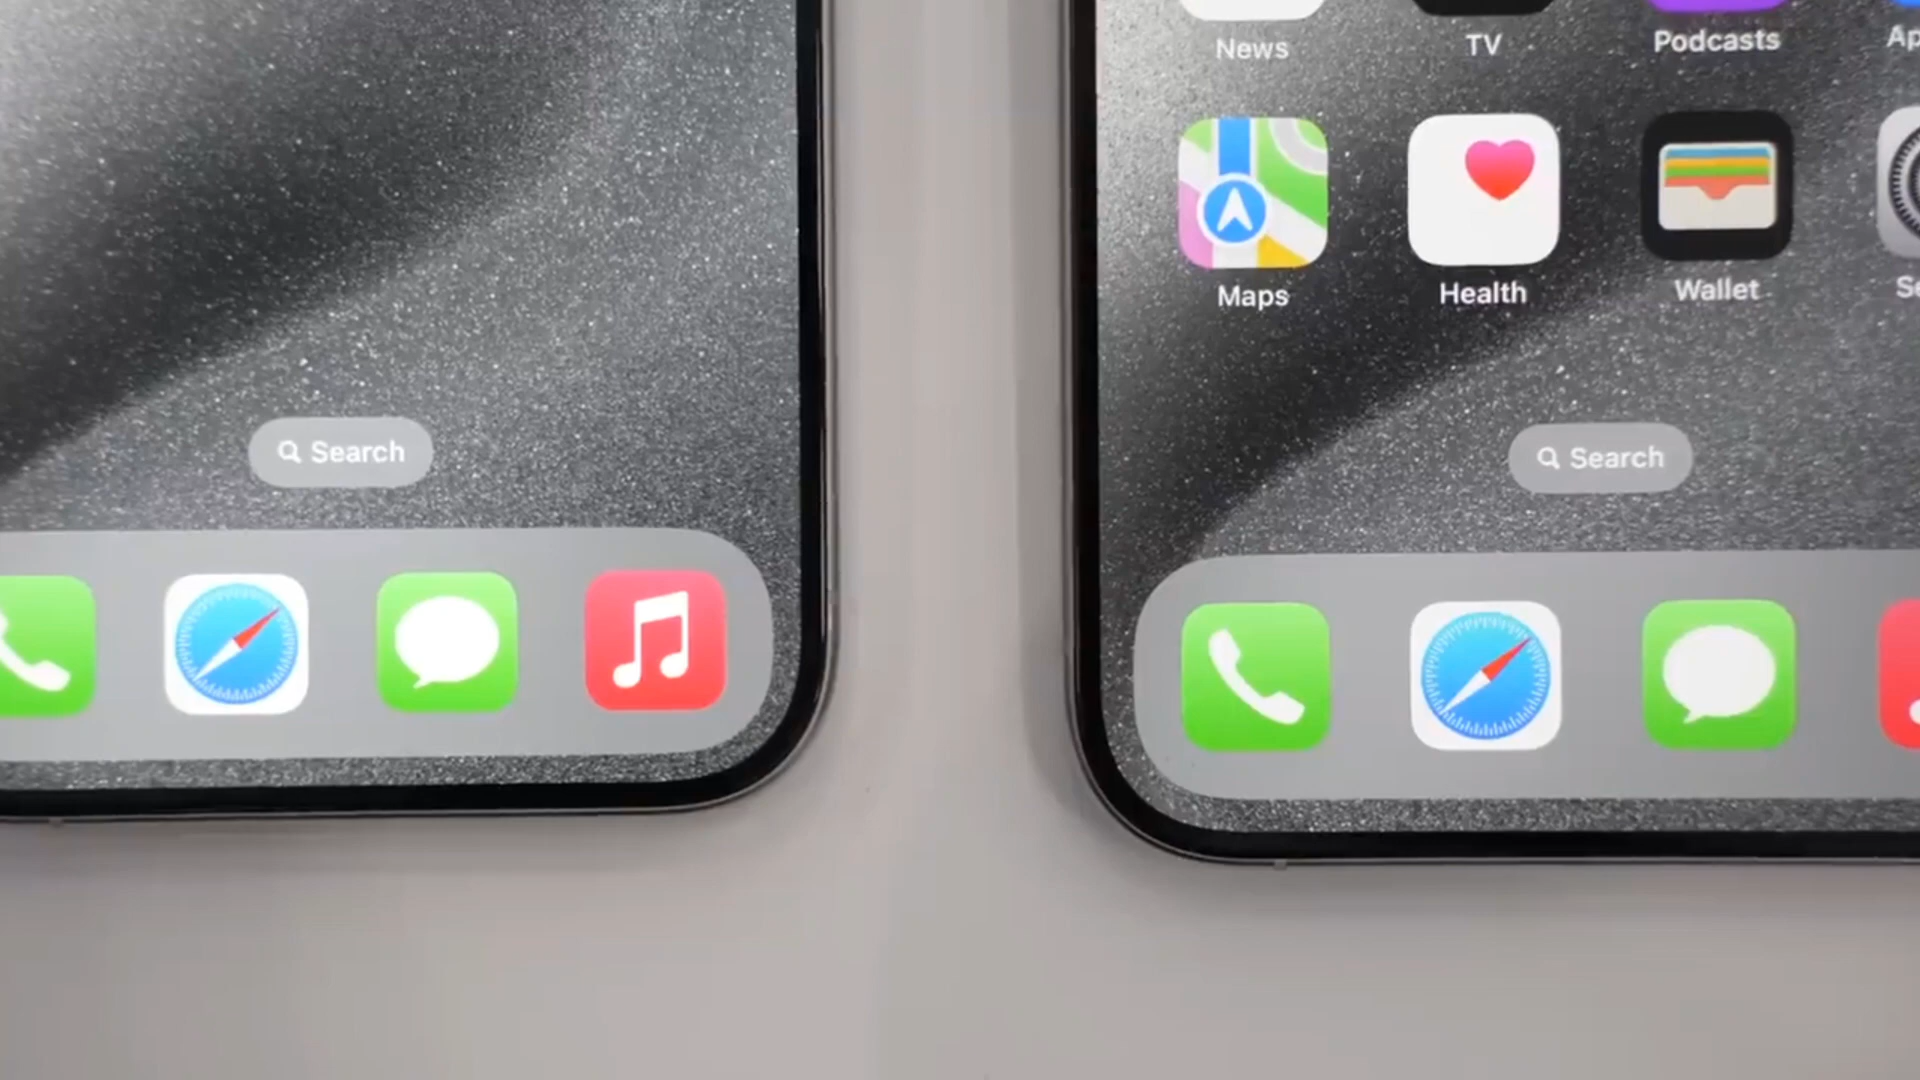 News
TV
Podcasts
Maps
Health
Wallet
Search
Search